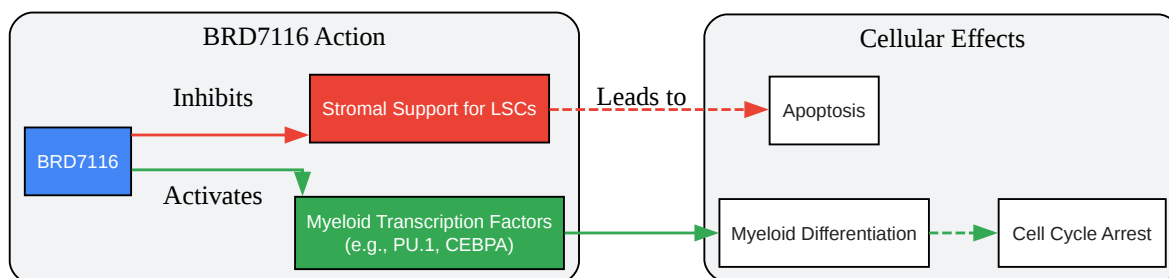 BRD7116 Action
Cellular Effects
Inhibits
Stromal Support for LSCs
Leads to
Apoptosis
BRD7116
Activates
Myeloid Transcription Factors
(e.g., PU.1, CEBPA)
Myeloid Differentiation
Cell Cycle Arrest